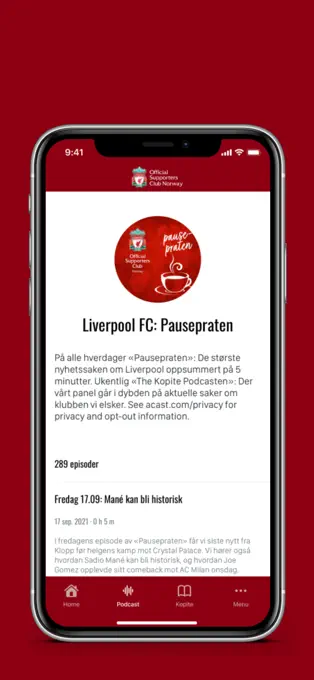 9:41
Official
Supporters
Club Norway
Official
Supporters
Club
Norway
pause-
praten
Liverpool FC: Pausepraten
På alle hverdager «Pausepraten»: De største
nyhetssaken om Liverpool oppsummert på 5
minutter. Ukentlig «The Kopite Podcasten»: Der
vårt panel går i dybden på aktuelle saker om
klubben vi elsker. See acast.com/privacy for
privacy and opt-out information.
289 episoder
Fredag 17.09: Mané kan bli historisk
17 sep. 2021 · 0 h 5 m
I fredagens episode av «Pausepraten» får vi siste nytt fra
Klopp før helgens kamp mot Crystal Palace. Vi hører også
hvordan Sadio Mané kan bli historisk, og hvordan Joe
Gomez opplevde sitt comeback mot AC Milan onsdag.
Home Podcast Kopite Menu